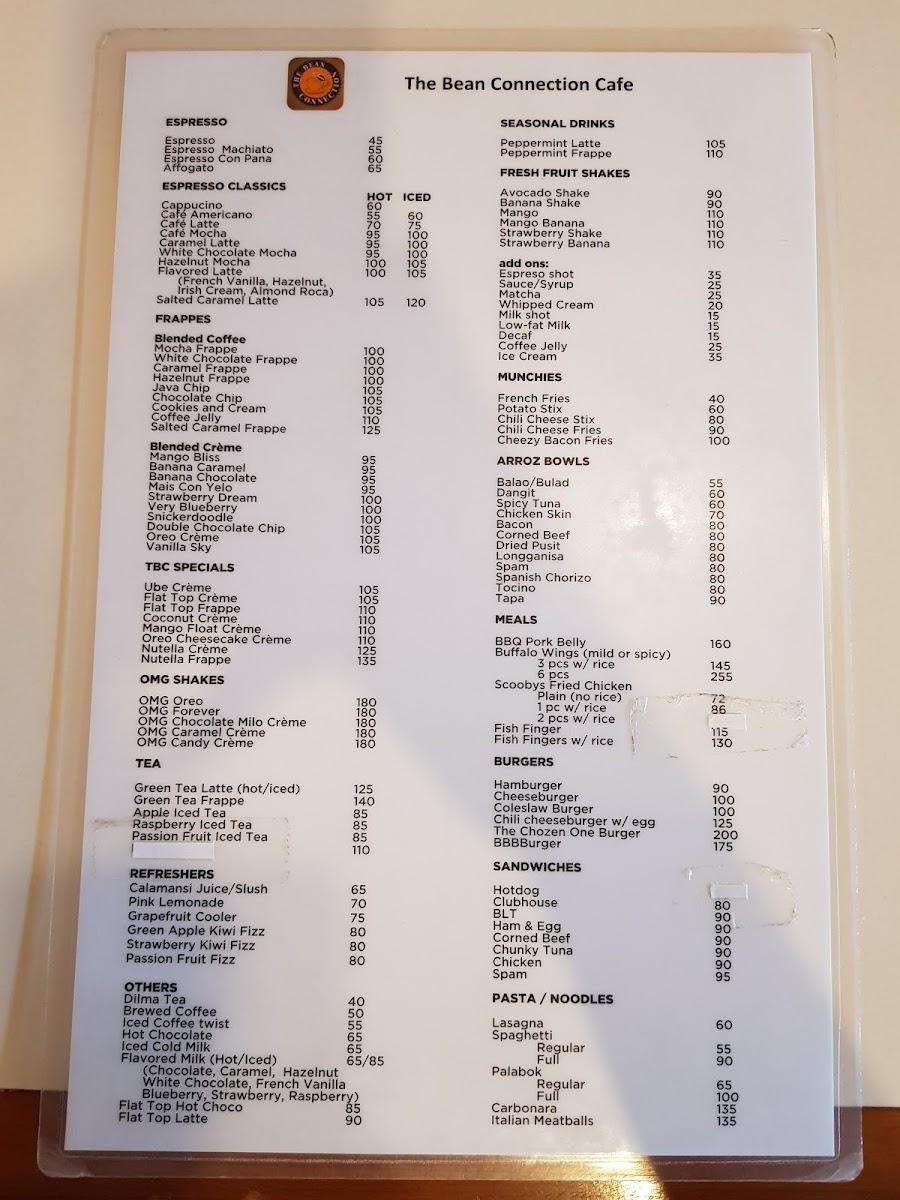 THE BEAN CONNECTION
The Bean Connection Cafe
ESPRESSO
Espresso 45
Espresso Machiato 55
Espresso Con Pana 60
Affogato 65
ESPRESSO CLASSICS
HOT ICED
Cappucino 60
Café Americano 55 60
Café Latte 70 75
Café Mocha 95 100
Caramel Latte 95 100
White Chocolate Mocha 95 100
Hazelnut Mocha 100 105
Flavored Latte 100 105
(French Vanilla, Hazelnut,
Irish Cream, Almond Roca)
Salted Caramel Latte 105 120
FRAPPES
Blended Coffee
Mocha Frappe 100
White Chocolate Frappe 100
Caramel Frappe 100
Hazelnut Frappe 100
Java Chip 105
Chocolate Chip 105
Cookies and Cream 105
Coffee Jelly 110
Salted Caramel Frappe 125
Blended Crème
Mango Bliss 95
Banana Caramel 95
Banana Chocolate 95
Mais Con Yelo 95
Strawberry Dream 100
Very Blueberry 100
Snickerdoodle 100
Double Chocolate Chip 105
Oreo Crème 105
Vanilla Sky 105
TBC SPECIALS
Ube Crème 105
Flat Top Crème 105
Flat Top Frappe 110
Coconut Crème 110
Mango Float Crème 110
Oreo Cheesecake Crème 110
Nutella Crème 125
Nutella Frappe 135
OMG SHAKES
OMG Oreo 180
OMG Forever 180
OMG Chocolate Milo Crème 180
OMG Caramel Crème 180
OMG Candy Crème 180
TEA
Green Tea Latte (hot/iced) 125
Green Tea Frappe 140
Apple Iced Tea 85
Raspberry Iced Tea 85
Passion Fruit Iced Tea 85
110
REFRESHERS
Calamansi Juice/Slush 65
Pink Lemonade 70
Grapefruit Cooler 75
Green Apple Kiwi Fizz 80
Strawberry Kiwi Fizz 80
Passion Fruit Fizz 80
OTHERS
Dilma Tea 40
Brewed Coffee 50
Iced Coffee twist 55
Hot Chocolate 65
Iced Cold Milk 65
Flavored Milk (Hot/Iced) 65/85
(Chocolate, Caramel, Hazelnut
White Chocolate, French Vanilla
Blueberry, Strawberry, Raspberry)
Flat Top Hot Choco 85
Flat Top Latte 90
SEASONAL DRINKS
Peppermint Latte 105
Peppermint Frappe 110
FRESH FRUIT SHAKES
Avocado Shake 90
Banana Shake 90
Mango 110
Mango Banana 110
Strawberry Shake 110
Strawberry Banana 110
add ons:
Espreso shot 35
Sauce/Syrup 25
Matcha 25
Whipped Cream 20
Milk shot 15
Low-fat Milk 15
Decaf 15
Coffee Jelly 25
Ice Cream 35
MUNCHIES
French Fries 40
Potato Stix 60
Chili Cheese Stix 80
Chili Cheese Fries 90
Cheezy Bacon Fries 100
ARROZ BOWLS
Balao/Bulad 55
Dangit 60
Spicy Tuna 60
Chicken Skin 70
Bacon 80
Corned Beef 80
Dried Pusit 80
Longganisa 80
Spam 80
Spanish Chorizo 80
Tocino 80
Tapa 90
MEALS
BBQ Pork Belly 160
Buffalo Wings (mild or spicy)
3 pcs w/ rice 145
6 pcs 255
Scoobys Fried Chicken
Plain (no rice) 72
1 pc w/ rice 86
2 pcs w/ rice
Fish Finger 115
Fish Fingers w/ rice 130
BURGERS
Hamburger 90
Cheeseburger 100
Coleslaw Burger 100
Chili cheeseburger w/ egg 125
The Chozen One Burger 200
BBBBurger 175
SANDWICHES
Hotdog
Clubhouse 80
BLT 90
Ham & Egg 90
Corned Beef 90
Chunky Tuna 90
Chicken 90
Spam 95
PASTA / NOODLES
Lasagna 60
Spaghetti
Regular 55
Full 90
Palabok
Regular 65
Full 100
Carbonara 135
Italian Meatballs 135